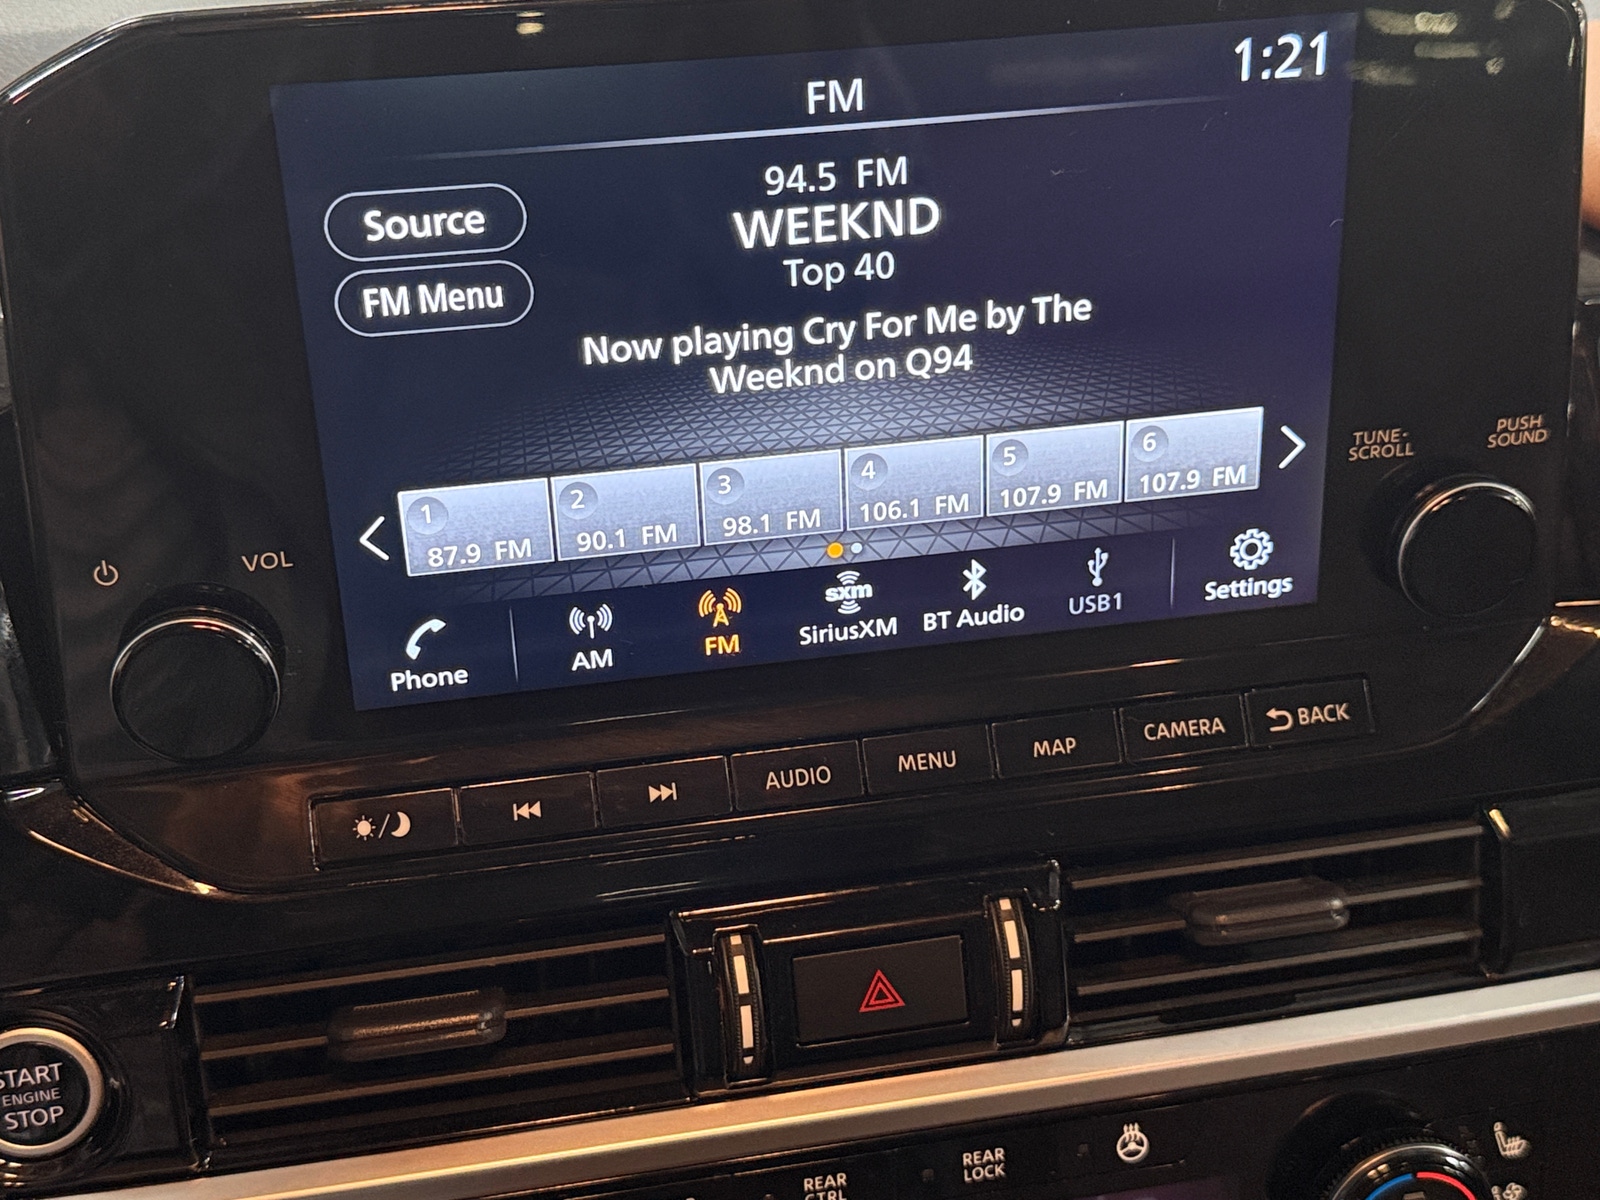 1:21
FM
94.5 FM
WEEKND
Top 40
Source
FM Menu
Now playing Cry For Me by The
Weeknd on Q94
1
87.9 FM
2
90.1 FM
3
98.1 FM
4
106.1 FM
5
107.9 FM
6
107.9 FM
TUNE-
SCROLL
PUSH
SOUND
VOL
Phone
AM
FM
sxm
SiriusXM
BT Audio
USB1
Settings
AUDIO
MENU
MAP
CAMERA
BACK
START
ENGINE
STOP
REAR
CTRL
REAR
LOCK